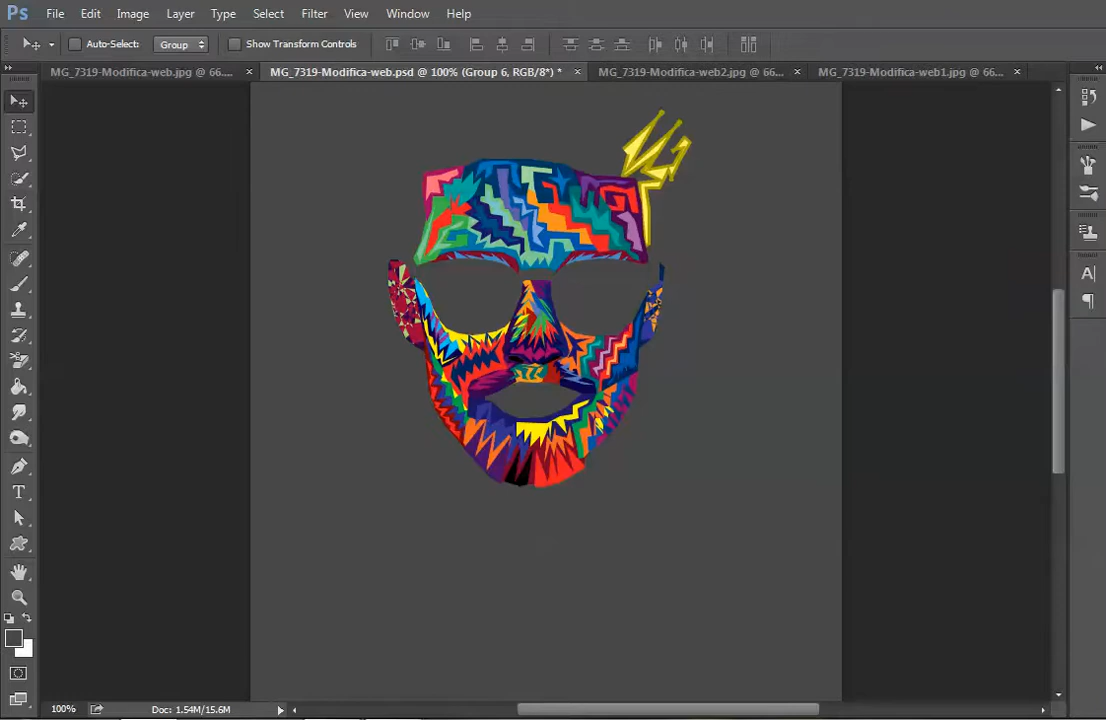 Ps File Edit Image Layer Type Select Filter View Window Help
Auto-Select: Group Show Transform Controls
MG_7319-Modifica-web.jpg @ 66.... × MG_7319-Modifica-web.psd @ 100% (Group 6, RGB/8*) * × MG_7319-Modifica-web2.jpg @ 66... × MG_7319-Modifica-web1.jpg @ 66... ×
T
A
100% Doc: 1.54M/15.6M